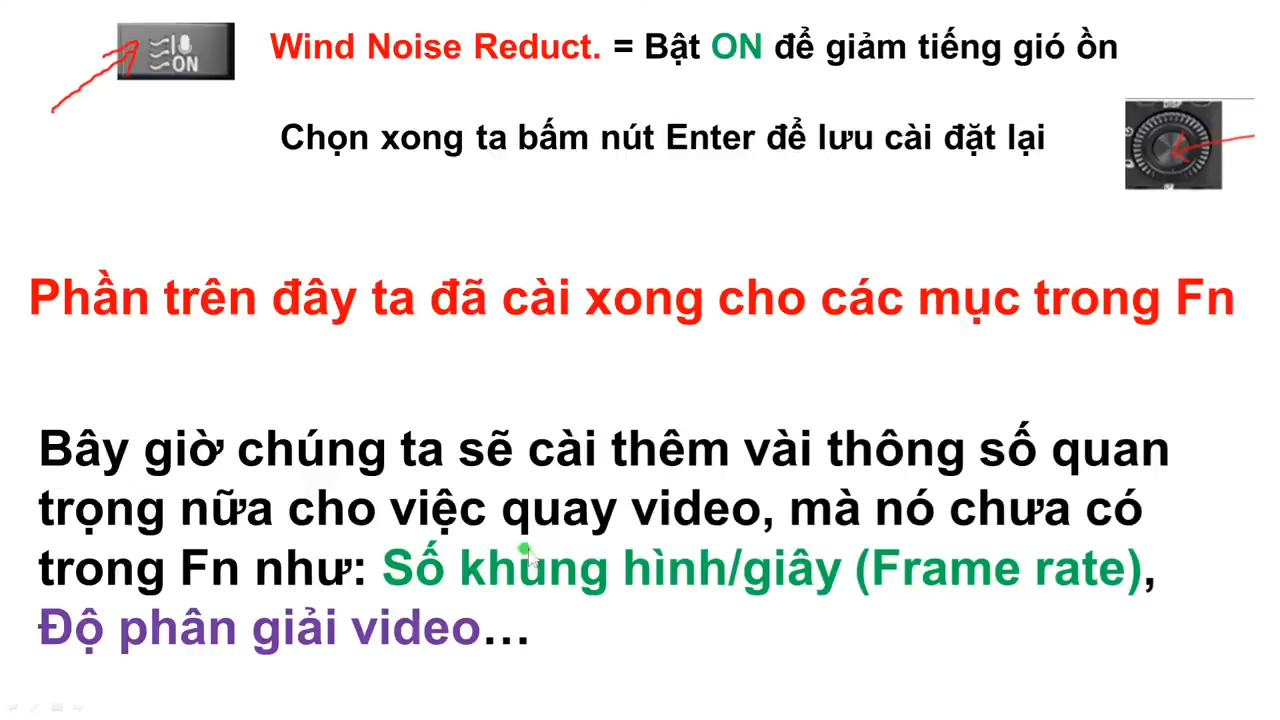 ON
Wind Noise Reduct. = Bật ON để giảm tiếng gió ồn
DISP
Chọn xong ta bấm nút Enter để lưu cài đặt lại
Phần trên đây ta đã cài xong cho các mục trong Fn
Bây giờ chúng ta sẽ cài thêm vài thông số quan
trọng nữa cho việc quay video, mà nó chưa có
trong Fn như: Số khung hình/giây (Frame rate),
Độ phân giải video…